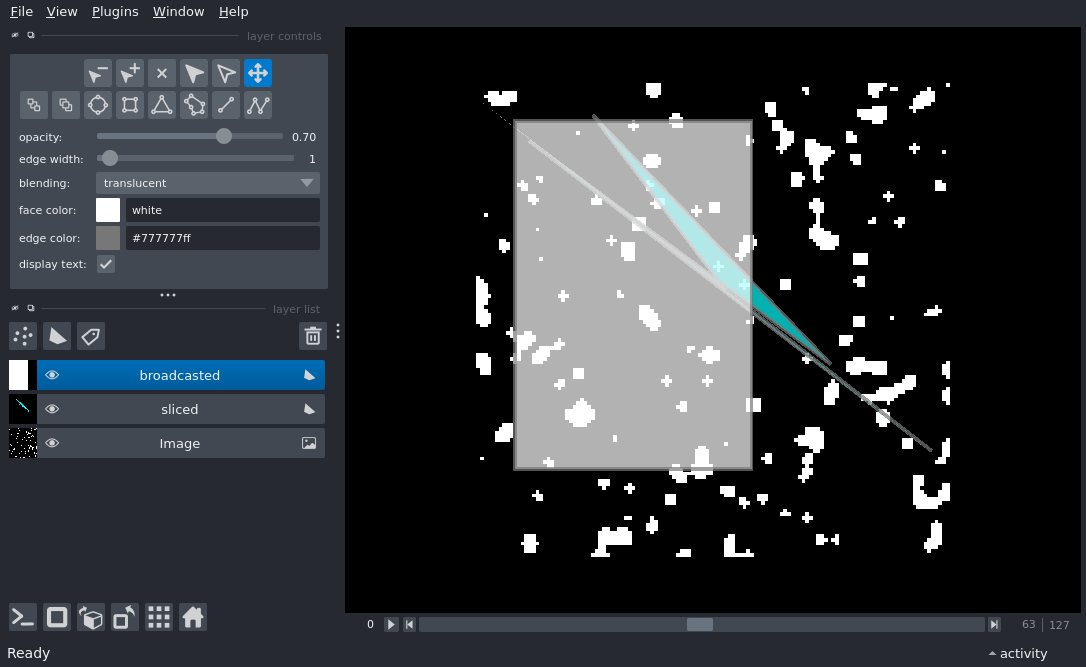 File View Plugins Window Help
layer controls
opacity: 0.70
edge width: 1
blending: translucent
face color: white
edge color: #777777ff
display text:
layer list
broadcasted
sliced
Image
0 63 127
Ready activity